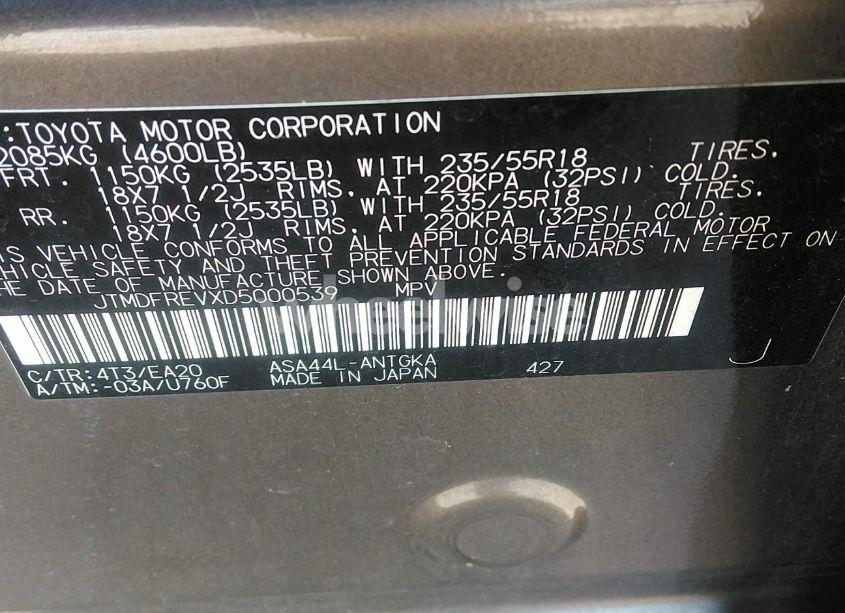 :TOYOTA MOTOR CORPORATION
2085KG (4600LB)
FRT. 1150KG (2535LB) WITH 235/55R18 TIRES.
18X7 1/2J RIMS. AT 220KPA (32PSI) COLD.
RR. 1150KG (2535LB) WITH 235/55R18 TIRES.
18X7 1/2J RIMS. AT 220KPA (32PSI) COLD.
IS VEHICLE CONFORMS TO ALL APPLICABLE FEDERAL MOTOR
HICLE SAFETY AND THEFT PREVENTION STANDARDS IN EFFECT ON
HE DATE OF MANUFACTURE SHOWN ABOVE.
JTMDFREVXD5000539 MPV
wheelwise
C/TR:4T3/EA20 ASA44L-ANTGKA 427 J
A/TM:-03A/U760F MADE IN JAPAN